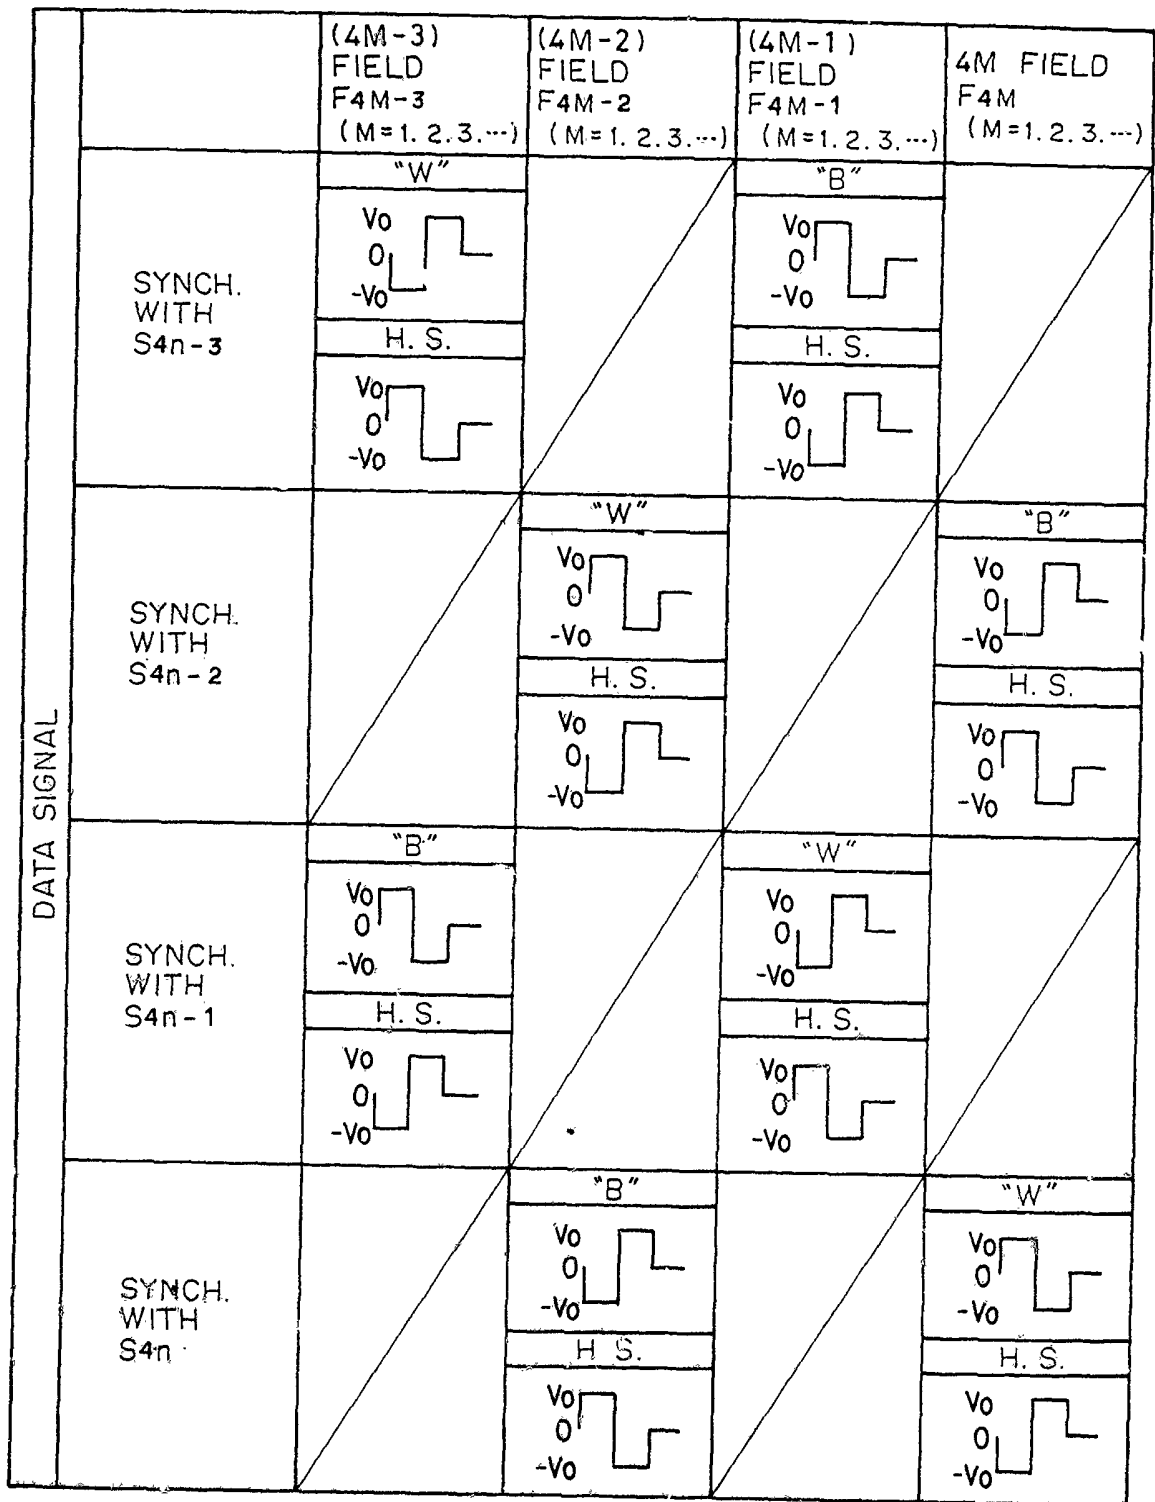 (4M-3)
FIELD
F4M-3
(M=1.2.3.…)
(4M-2)
FIELD
F4M-2
(M=1.2.3.…)
(4M-1)
FIELD
F4M-1
(M=1.2.3.…)
4M FIELD
F4M
(M=1.2.3.…)
DATA SIGNAL
SYNCH.
WITH
S4n-3
"W"
Vo
0
-Vo
H. S.
Vo
0
-Vo
"B"
Vo
0
-Vo
H. S.
Vo
0
-Vo
SYNCH.
WITH
S4n-2
"W"
Vo
0
-Vo
H. S.
Vo
0
-Vo
"B"
Vo
0
-Vo
H. S.
Vo
0
-Vo
SYNCH.
WITH
S4n-1
"B"
Vo
0
-Vo
H. S.
Vo
0
-Vo
"W"
Vo
0
-Vo
H. S.
Vo
0
-Vo
SYNCH.
WITH
S4n
"B"
Vo
0
-Vo
H S.
Vo
0
-Vo
"W"
Vo
0
-Vo
H. S.
Vo
0
-Vo